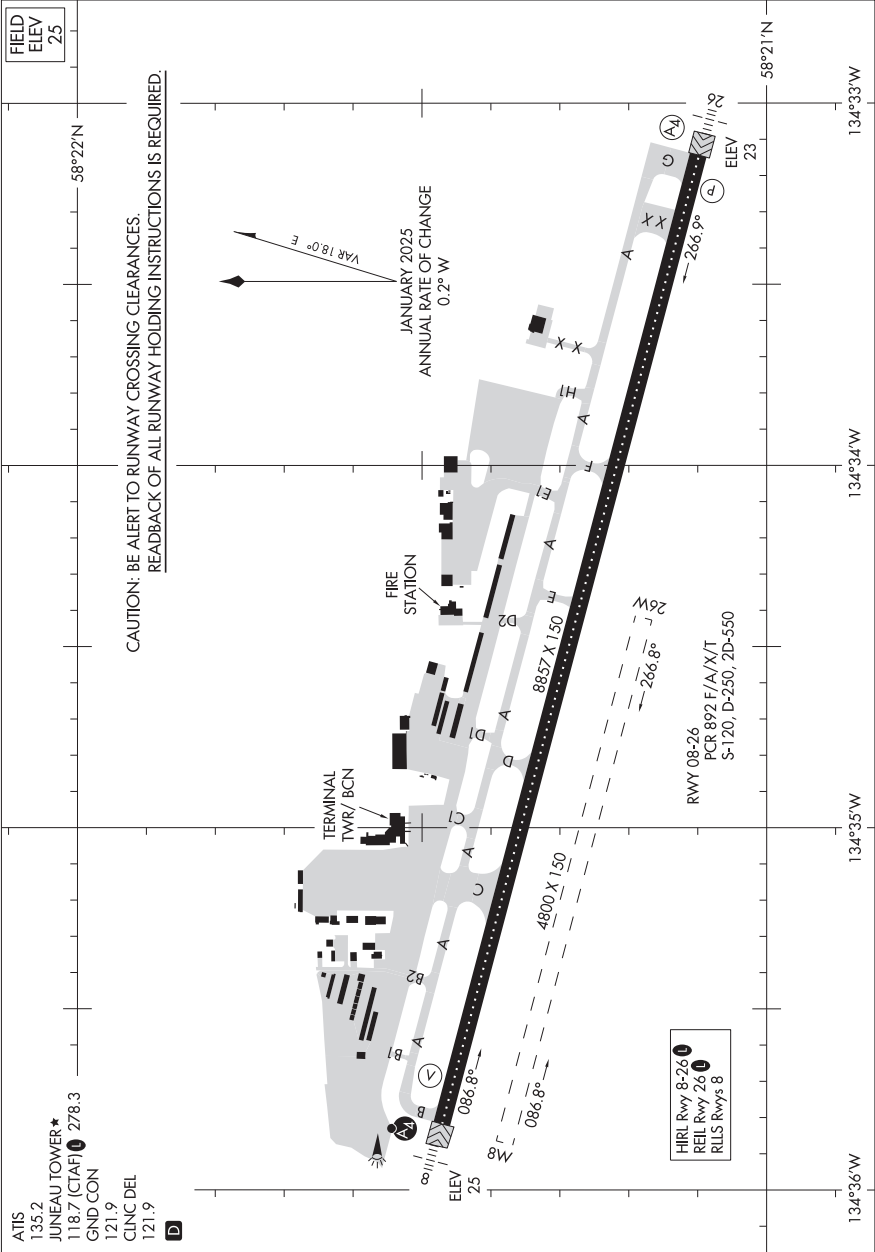 ATIS
135.2
JUNEAU TOWER★
118.7 (CTAF) L 278.3
GND CON
121.9
CLNC DEL
121.9
D
FIELD
ELEV
25
CAUTION: BE ALERT TO RUNWAY CROSSING CLEARANCES.
READBACK OF ALL RUNWAY HOLDING INSTRUCTIONS IS REQUIRED.
58°22'N
58°21'N
JANUARY 2025
ANNUAL RATE OF CHANGE
0.2° W
VAR 18.0° E
TERMINAL
TWR/ BCN
FIRE
STATION
B1
B2
C1
D1
D2
E1
H1
X X
B
A
A
C
A
D
A
E
A
F
A
A
X X
G
A4
V
A4
P
8
ELEV
25
086.8°
8857 X 150
266.9°
26
ELEV
23
8W
086.8°
4800 X 150
266.8°
26W
RWY 08-26
PCR 892 F/A/X/T
S-120, D-250, 2D-550
HIRL Rwy 8-26 L
REIL Rwy 26 L
RLLS Rwys 8
134°36'W
134°35'W
134°34'W
134°33'W